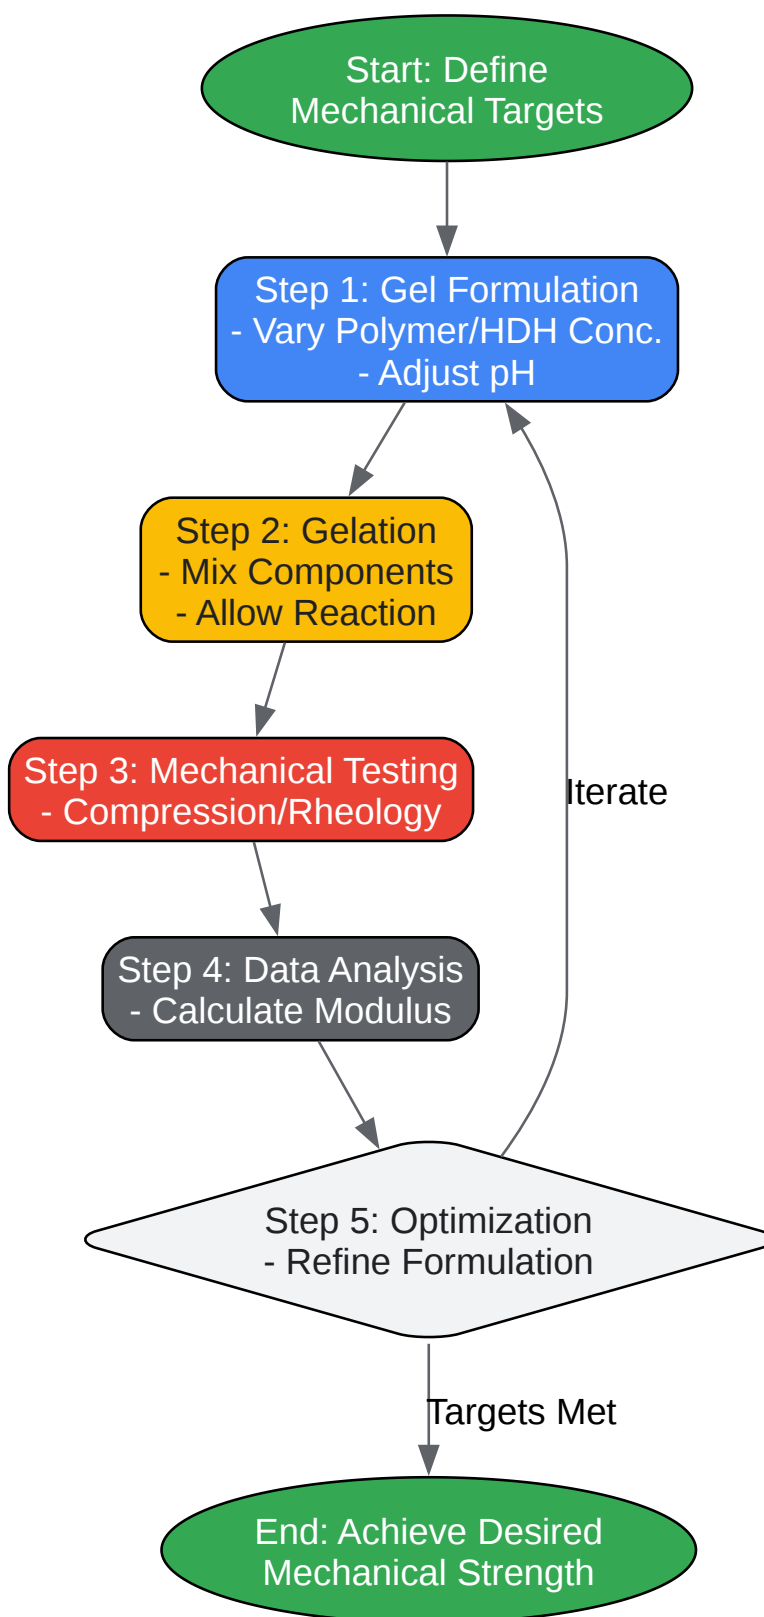 Start: Define
Mechanical Targets
Step 1: Gel Formulation
- Vary Polymer/HDH Conc.
- Adjust pH
Step 2: Gelation
- Mix Components
- Allow Reaction
Step 3: Mechanical Testing
- Compression/Rheology
Iterate
Step 4: Data Analysis
- Calculate Modulus
Step 5: Optimization
- Refine Formulation
Targets Met
End: Achieve Desired
Mechanical Strength